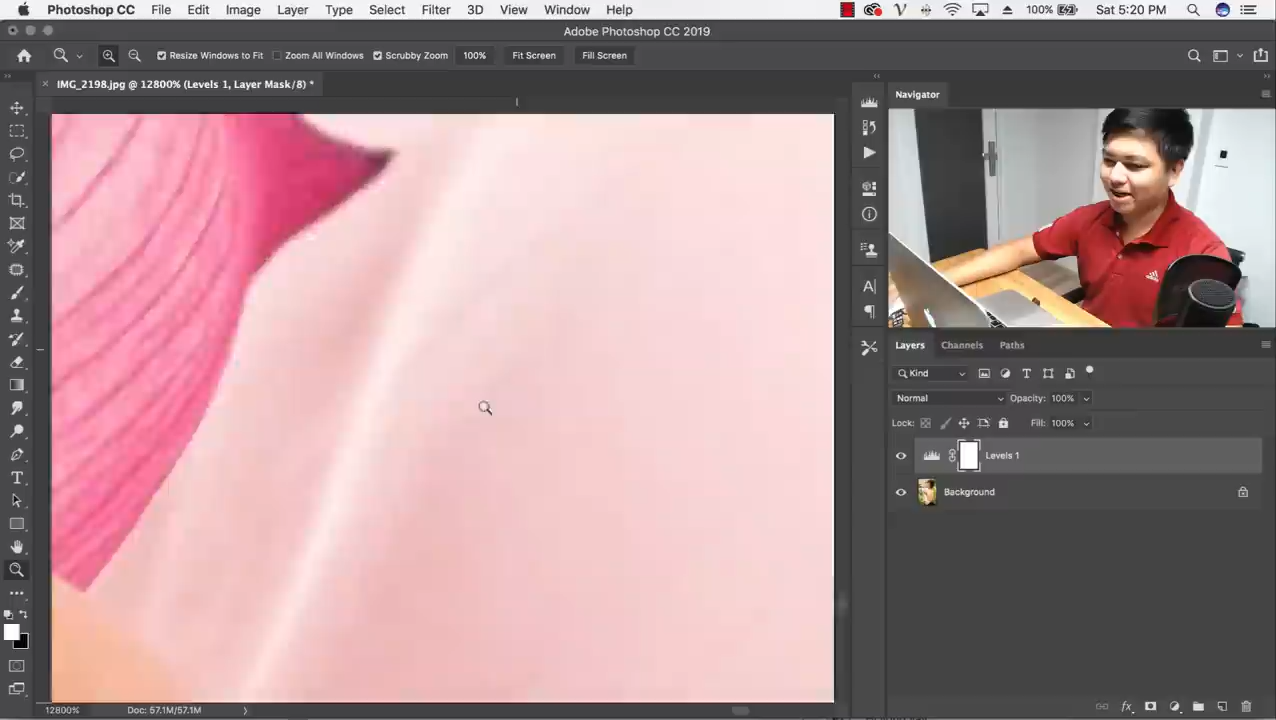 Photoshop CC File Edit Image Layer Type Select Filter 3D View Window Help 100% Sat 5:20 PM
Adobe Photoshop CC 2019
Resize Windows to Fit Zoom All Windows Scrubby Zoom 100% Fit Screen Fill Screen
IMG_2198.jpg @ 12800% (Levels 1, Layer Mask/8) *
Navigator
Layers Channels Paths
Kind
Normal Opacity: 100%
Lock: Fill: 100%
Levels 1
Background
12800% Doc: 57.1M/57.1M